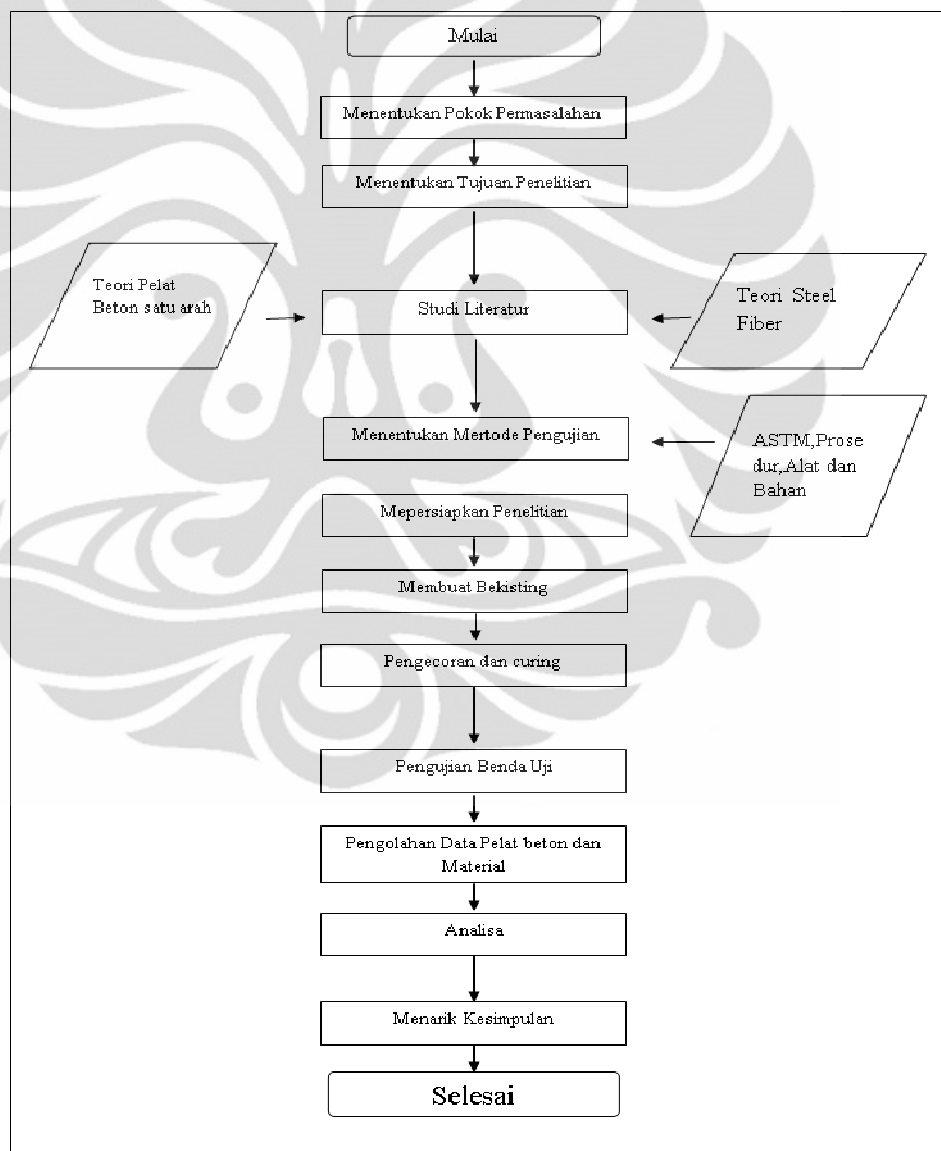 Mulai
Menentukan Pokok Permasalahan
Menentukan Tujuan Penelitian
Teori Pelat
Beton satu arah
Studi Literatur
Teori Steel
Fiber
Menentukan Mertode Pengujian
ASTM,Prose
dur,Alat dan
Bahan
Mepersiapkan Penelitian
Membuat Bekisting
Pengecoran dan curing
Pengujian Benda Uji
Pengolahan Data Pelat beton dan
Material
Analisa
Menarik Kesimpulan
Selesai